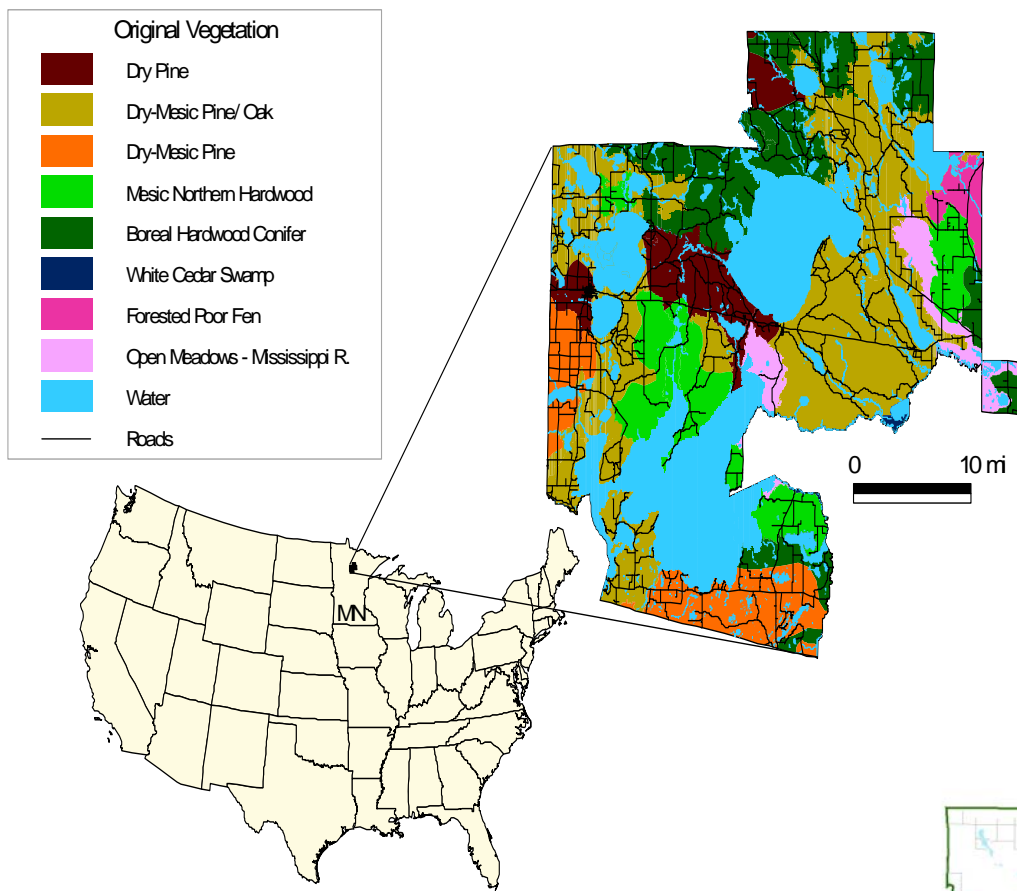 Original Vegetation
Dry Pine
Dry-Mesic Pine/ Oak
Dry-Mesic Pine
Mesic Northern Hardwood
Boreal Hardwood Conifer
White Cedar Swamp
Forested Poor Fen
Open Meadows - Mississippi R.
Water
Roads
0 10 mi
MN